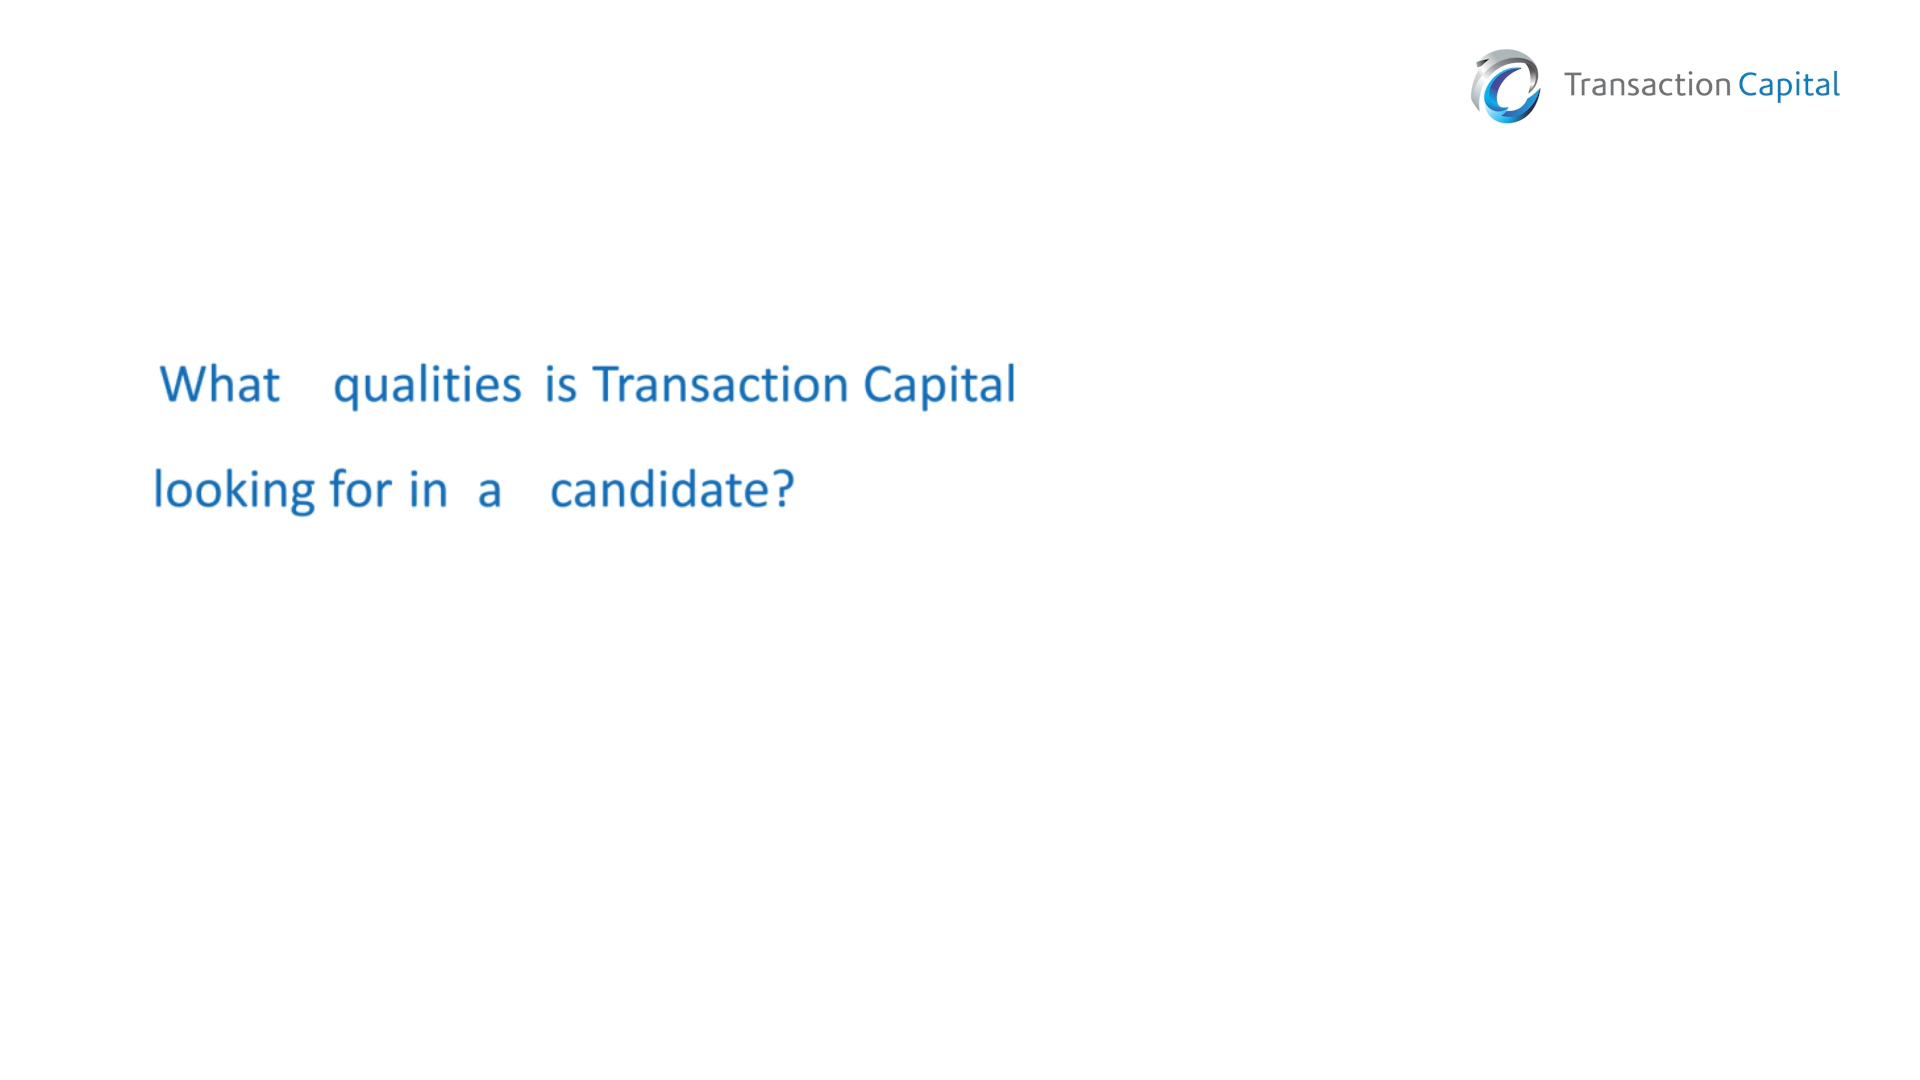 Transaction Capital
What qualities is Transaction Capital
looking for in a candidate?